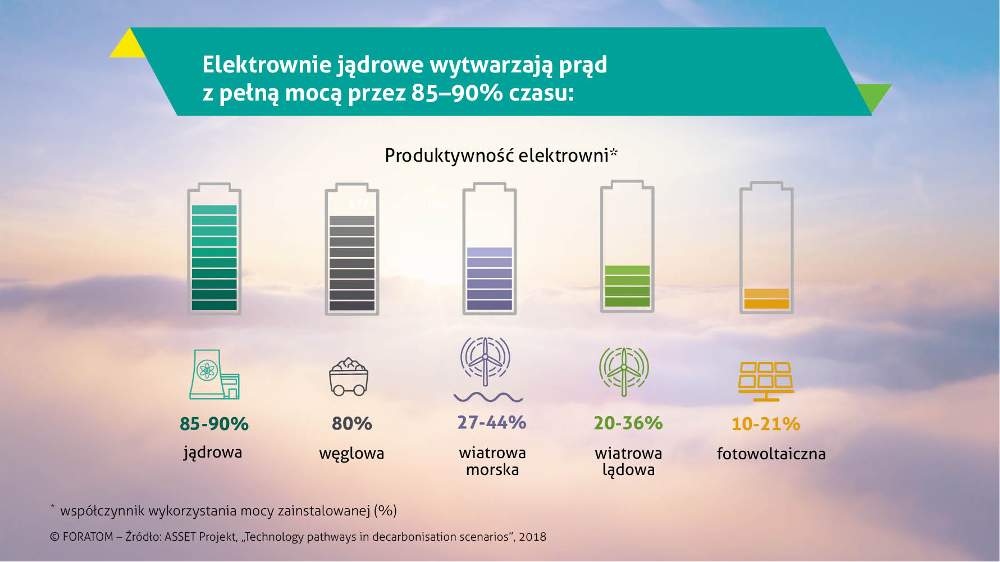 Elektrownie jądrowe wytwarzają prąd
z pełną mocą przez 85–90% czasu:
Produktywność elektrowni*
85-90%
jądrowa
80%
węglowa
27-44%
wiatrowa
morska
20-36%
wiatrowa
lądowa
10-21%
fotowoltaiczna
* współczynnik wykorzystania mocy zainstalowanej (%)
© FORATOM – Źródło: ASSET Projekt, „Technology pathways in decarbonisation scenarios”, 2018